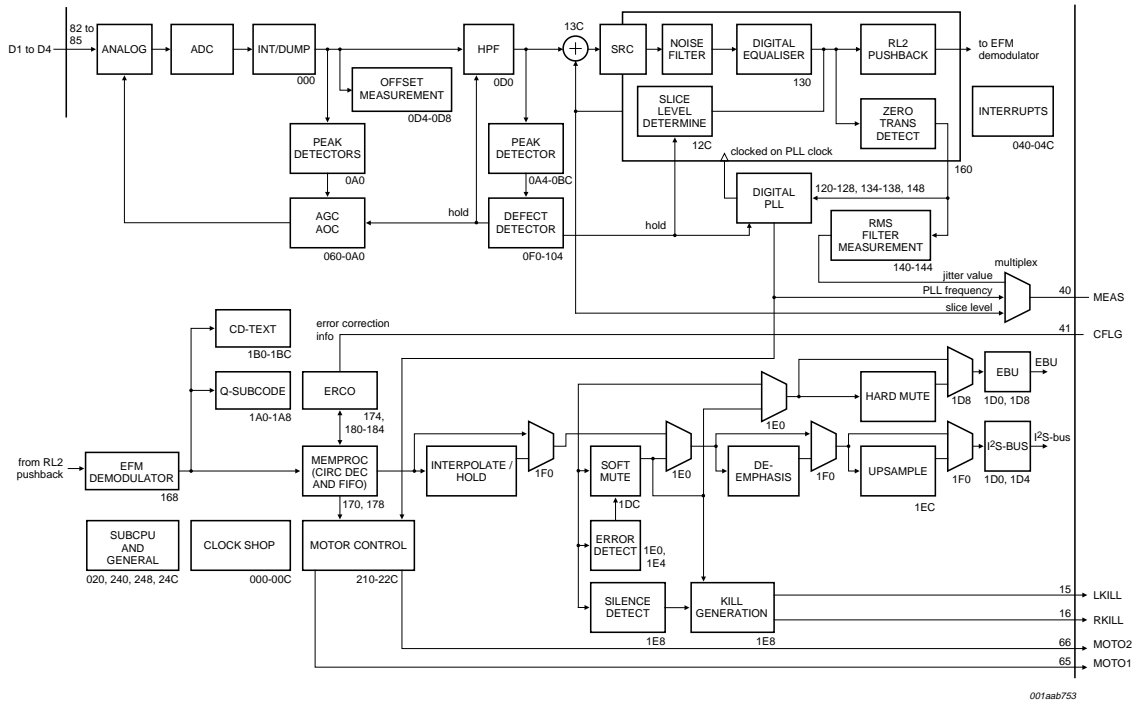 D1 to D4
82 to
85
ANALOG
ADC
INT/DUMP
000
OFFSET
MEASUREMENT
0D4-0D8
HPF
0D0
13C
SRC
NOISE
FILTER
DIGITAL
EQUALISER
130
RL2
PUSHBACK
to EFM
demodulator
SLICE
LEVEL
DETERMINE
12C
ZERO
TRANS
DETECT
INTERRUPTS
040-04C
160
PEAK
DETECTORS
0A0
PEAK
DETECTOR
0A4-0BC
clocked on PLL clock
AGC
AOC
060-0A0
hold
DEFECT
DETECTOR
0F0-104
hold
DIGITAL
PLL
120-128, 134-138, 148
RMS
FILTER
MEASUREMENT
140-144
multiplex
jitter value
PLL frequency
slice level
40
MEAS
41
CFLG
CD-TEXT
1B0-1BC
error correction
info
Q-SUBCODE
1A0-1A8
ERCO
174,
180-184
1E0
HARD MUTE
1D8
EBU
1D0, 1D8
EBU
from RL2
pushback
EFM
DEMODULATOR
168
MEMPROC
(CIRC DEC
AND FIFO)
170, 178
INTERPOLATE /
HOLD
1F0
SOFT
MUTE
1DC
1E0
DE-
EMPHASIS
1F0
UPSAMPLE
1EC
1F0
I²S-BUS
1D0, 1D4
I²S-bus
SUBCPU
AND
GENERAL
020, 240, 248, 24C
CLOCK SHOP
000-00C
MOTOR CONTROL
210-22C
ERROR
DETECT
1E0,
1E4
SILENCE
DETECT
1E8
KILL
GENERATION
1E8
15
LKILL
16
RKILL
66
MOTO2
65
MOTO1
001aab753